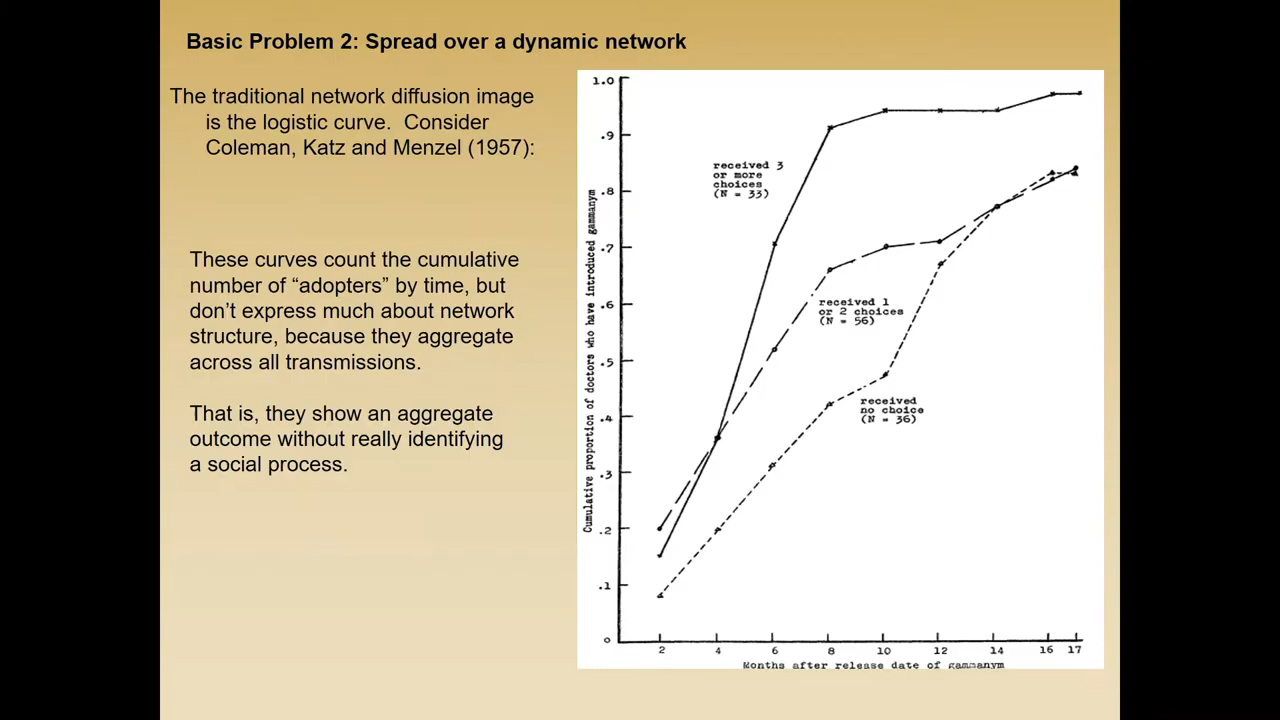 Basic Problem 2: Spread over a dynamic network
The traditional network diffusion image
is the logistic curve. Consider
Coleman, Katz and Menzel (1957):
These curves count the cumulative
number of “adopters” by time, but
don’t express much about network
structure, because they aggregate
across all transmissions.
That is, they show an aggregate
outcome without really identifying
a social process.
Cumulative proportion of doctors who have introduced gammanym
1.0
.9
.8
.7
.6
.5
.4
.3
.2
.1
0
received 3
or more
choices
(N = 33)
received 1
or 2 choices
(N = 56)
received
no choice
(N = 36)
2 4 6 8 10 12 14 16 17
Months after release date of gammanym